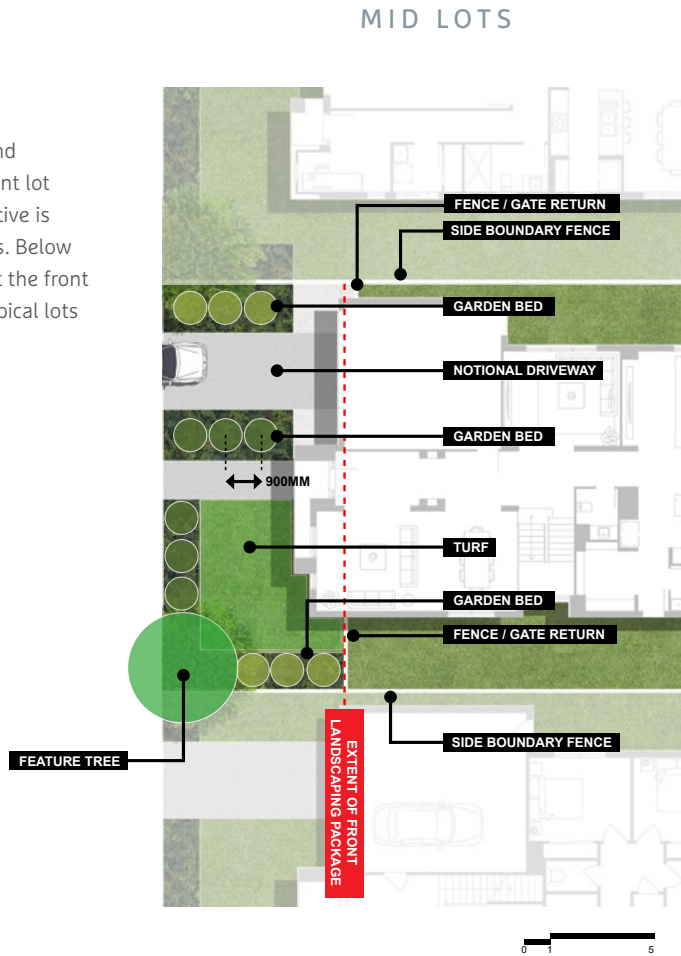 MID LOTS
nd
nt lot
tive is
s. Below
t the front
pical lots
FENCE / GATE RETURN
SIDE BOUNDARY FENCE
GARDEN BED
NOTIONAL DRIVEWAY
GARDEN BED
900MM
TURF
GARDEN BED
FENCE / GATE RETURN
SIDE BOUNDARY FENCE
FEATURE TREE
EXTENT OF FRONT
LANDSCAPING PACKAGE
0 1 5